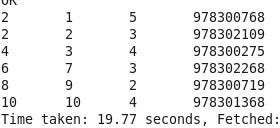 OK
2 1 5 978300768
2 2 3 978302109
4 3 4 978300275
6 7 3 978302268
8 9 2 978300719
10 10 4 978301368
Time taken: 19.77 seconds, Fetched: